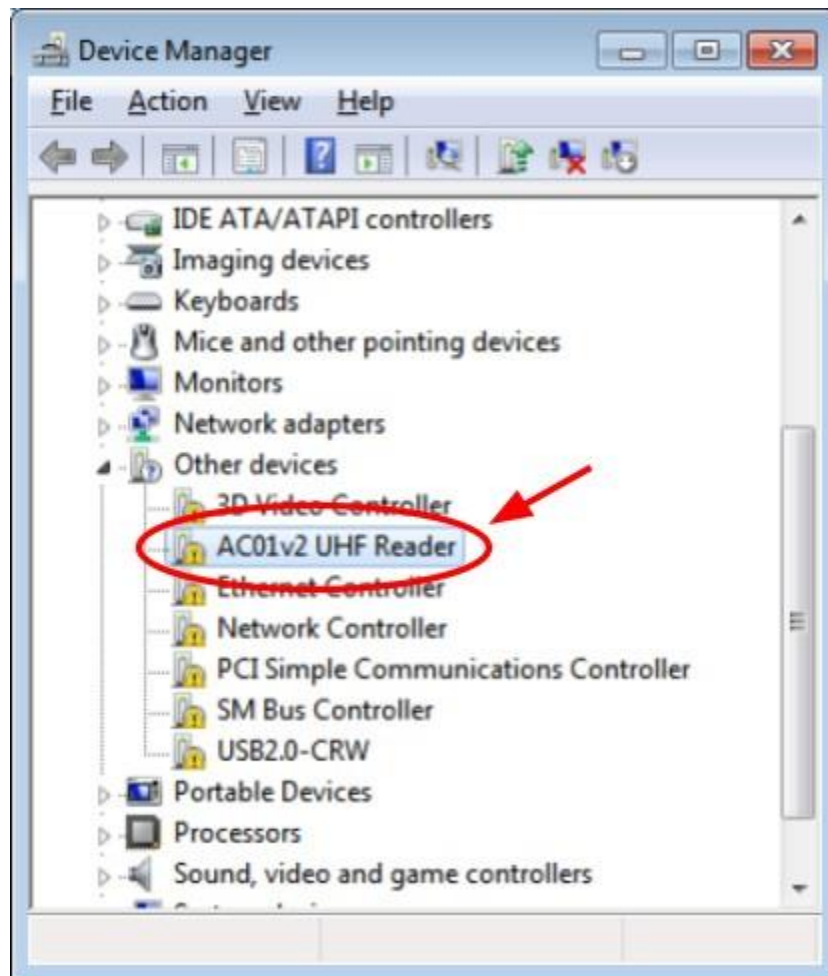 Device Manager
File Action View Help
IDE ATA/ATAPI controllers
Imaging devices
Keyboards
Mice and other pointing devices
Monitors
Network adapters
Other devices
3D Video Controller
AC01v2 UHF Reader
Ethernet Controller
Network Controller
PCI Simple Communications Controller
SM Bus Controller
USB2.0-CRW
Portable Devices
Processors
Sound, video and game controllers